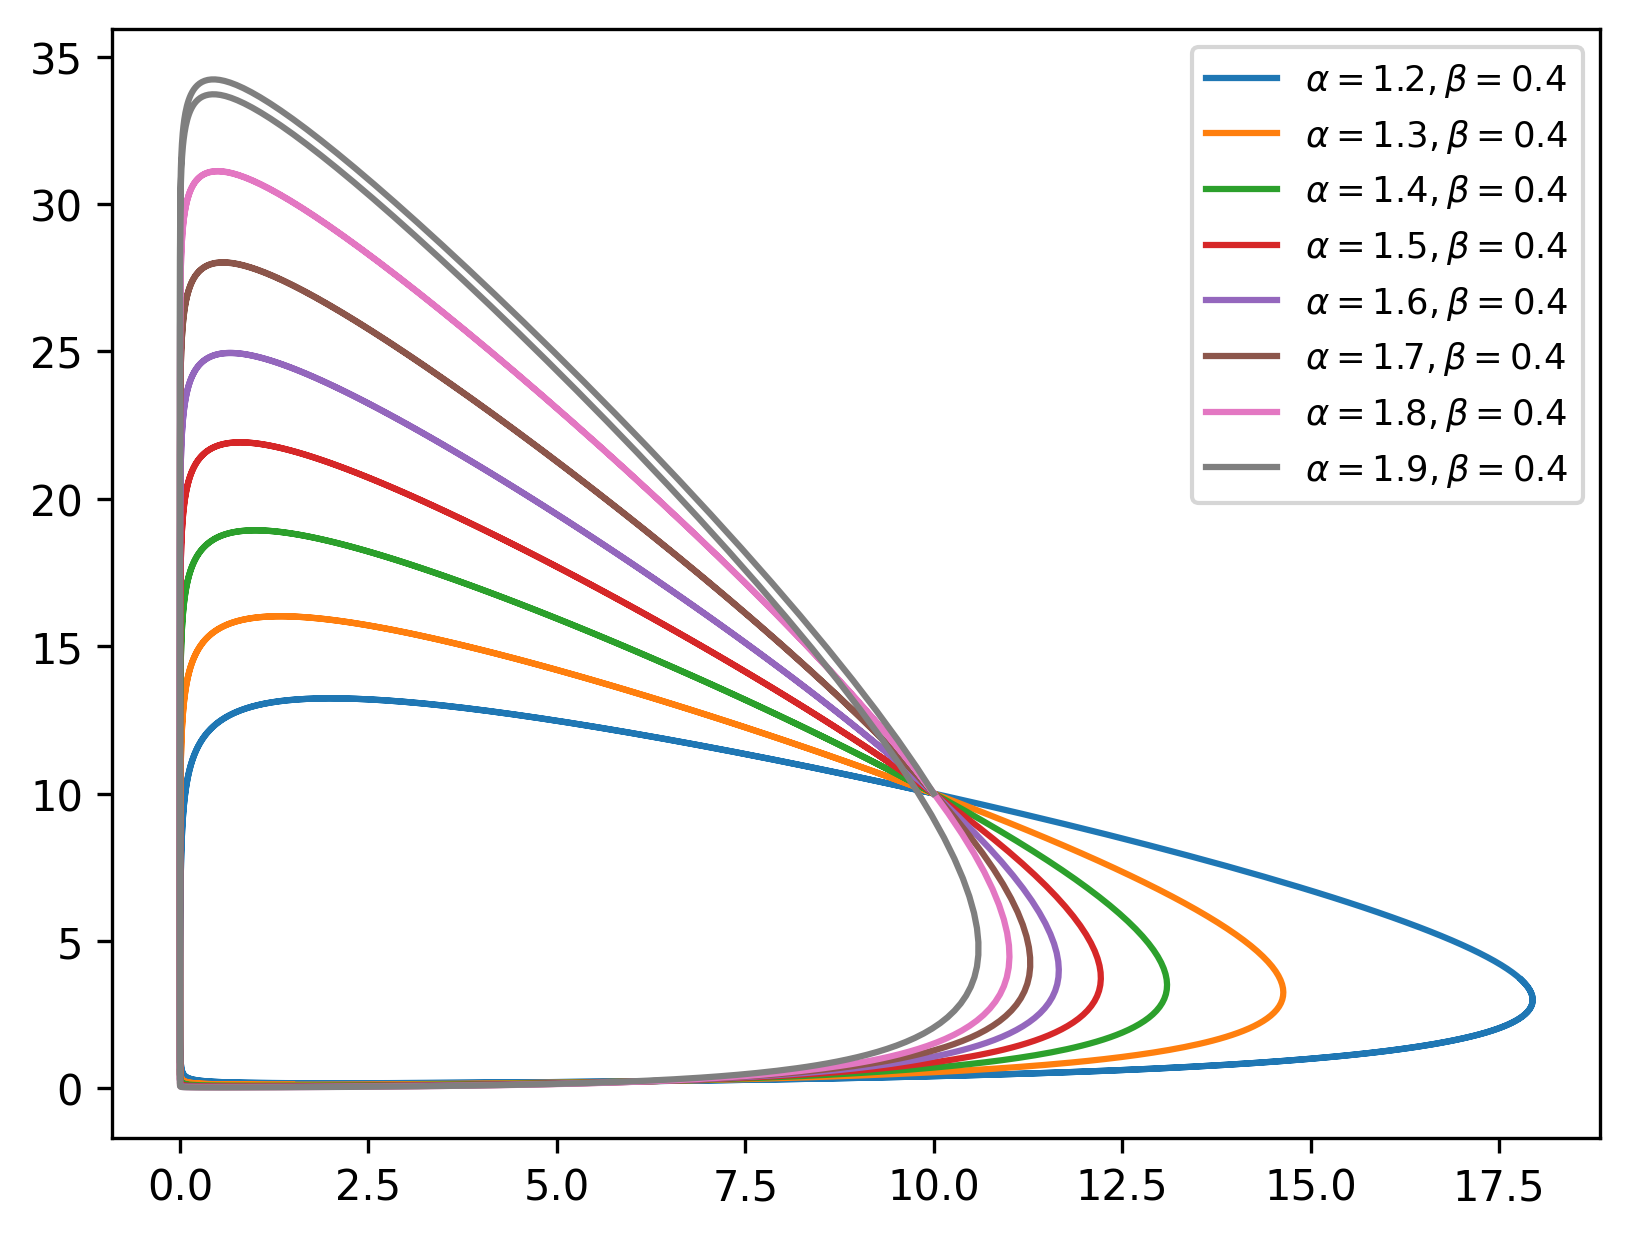 35
30
25
20
15
10
5
0
α = 1.2, β = 0.4
α = 1.3, β = 0.4
α = 1.4, β = 0.4
α = 1.5, β = 0.4
α = 1.6, β = 0.4
α = 1.7, β = 0.4
α = 1.8, β = 0.4
α = 1.9, β = 0.4
0.0 2.5 5.0 7.5 10.0 12.5 15.0 17.5